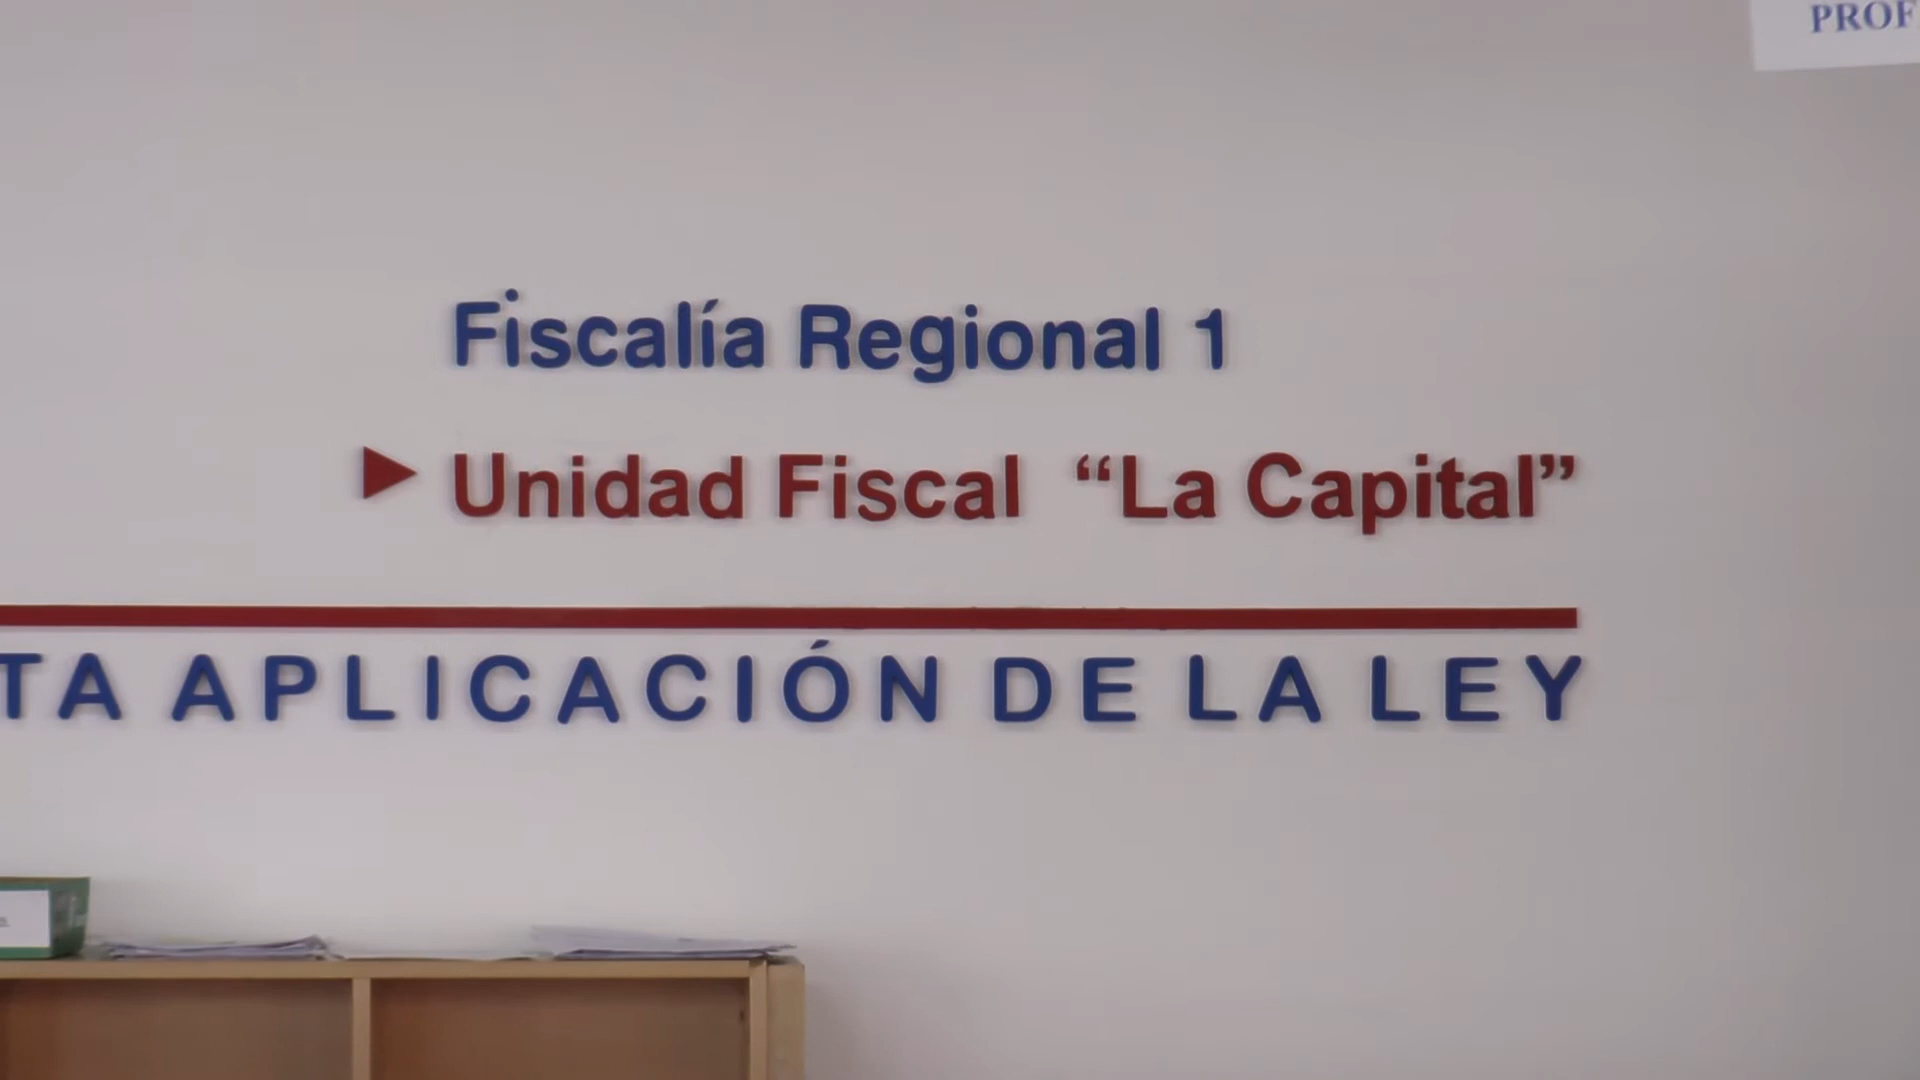 PROF
Fiscalía Regional 1
Unidad Fiscal “La Capital”
TA APLICACIÓN DE LA LEY